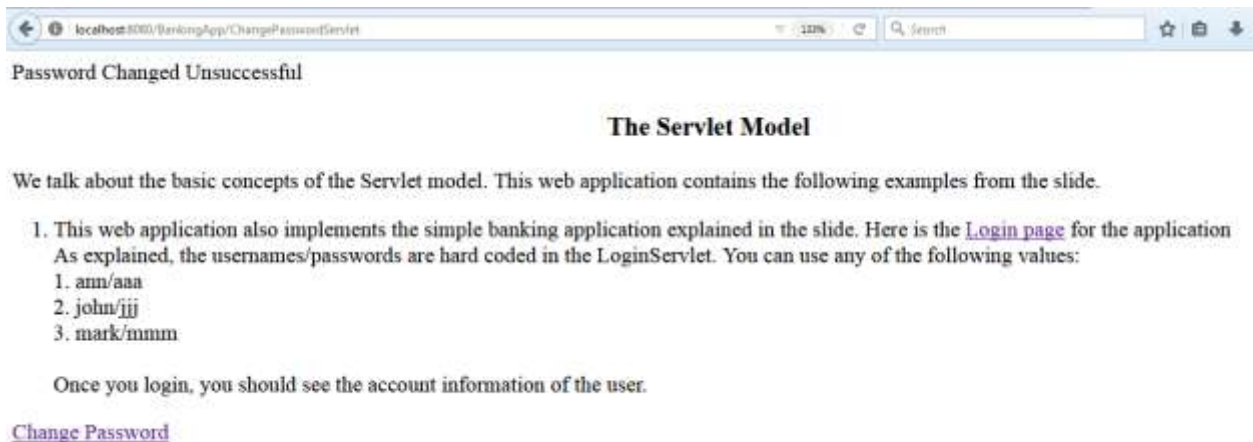 localhost:8080/BankongApp/ChangePasswordServlet
Search
Password Changed Unsuccessful
The Servlet Model
We talk about the basic concepts of the Servlet model. This web application contains the following examples from the slide.
1. This web application also implements the simple banking application explained in the slide. Here is the Login page for the application
As explained, the usernames/passwords are hard coded in the LoginServlet. You can use any of the following values:
1. ann/aaa
2. john/jjj
3. mark/mmm
Once you login, you should see the account information of the user.
Change Password